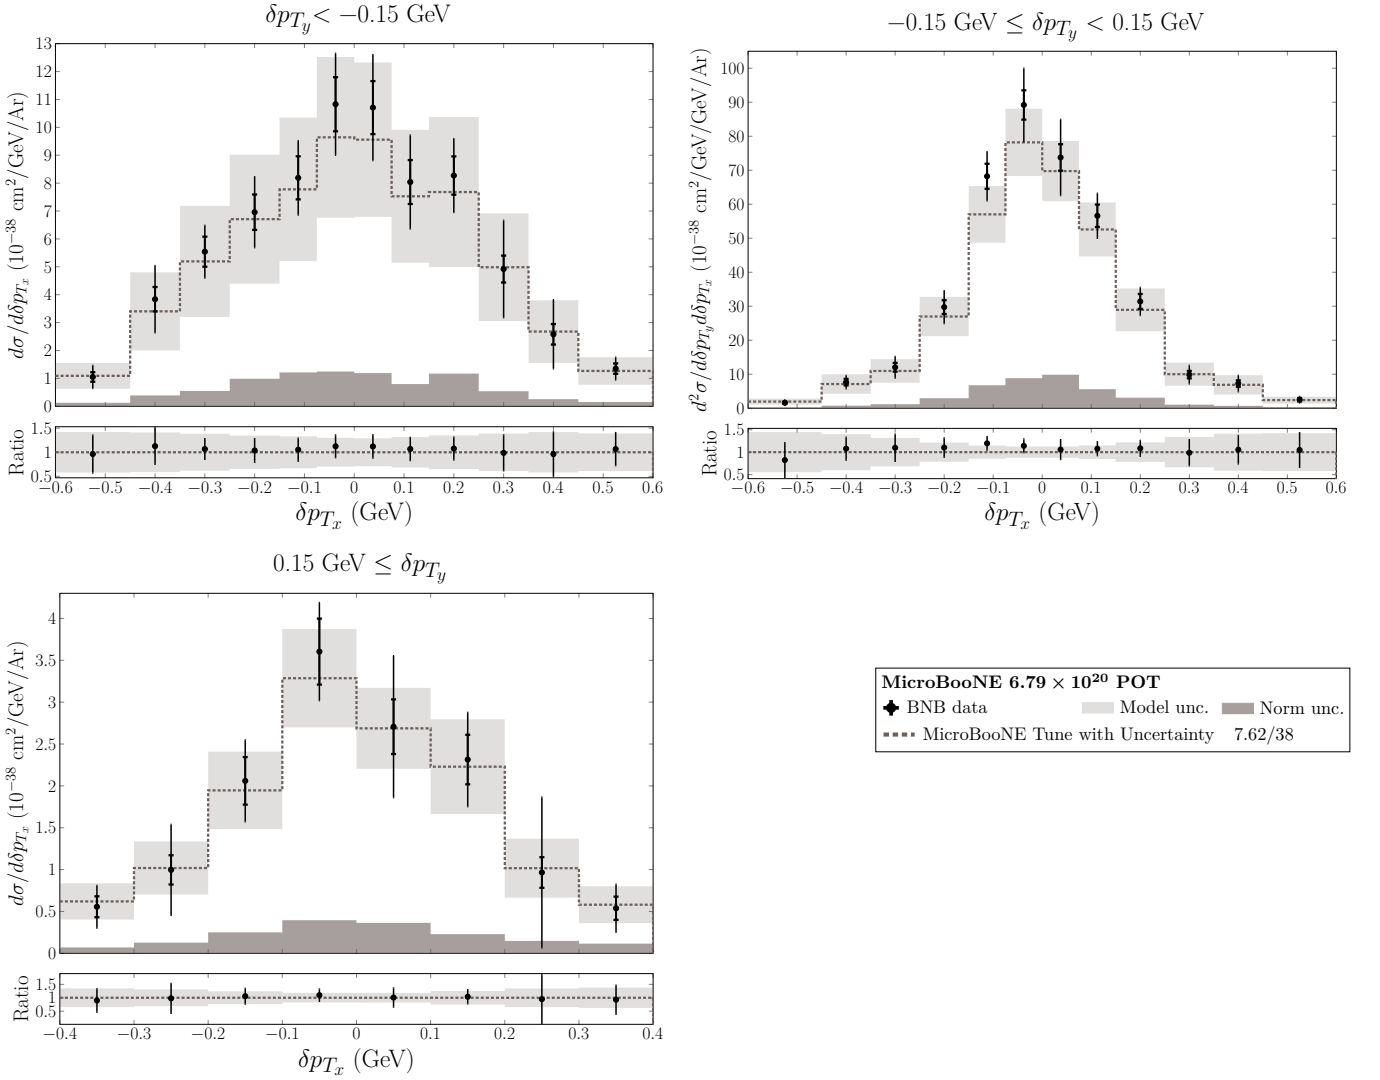 δp_{T_y} < −0.15 GeV
13
12
11
10
9
8
7
6
5
4
3
2
1
0
dσ/dδp_{T_x} (10^{−38} cm²/GeV/Ar)
1.5
1
0.5
Ratio
−0.6 −0.5 −0.4 −0.3 −0.2 −0.1 0 0.1 0.2 0.3 0.4 0.5 0.6
δp_{T_x} (GeV)
−0.15 GeV ≤ δp_{T_y} < 0.15 GeV
100
90
80
70
60
50
40
30
20
10
0
d²σ/dδp_{T_y}dδp_{T_x} (10^{−38} cm²/GeV/GeV/Ar)
1.5
1
0.5
Ratio
−0.6 −0.5 −0.4 −0.3 −0.2 −0.1 0 0.1 0.2 0.3 0.4 0.5 0.6
δp_{T_x} (GeV)
0.15 GeV ≤ δp_{T_y}
4
3.5
3
2.5
2
1.5
1
0.5
0
dσ/dδp_{T_x} (10^{−38} cm²/GeV/Ar)
1.5
1
0.5
Ratio
−0.4 −0.3 −0.2 −0.1 0 0.1 0.2 0.3 0.4
δp_{T_x} (GeV)
MicroBooNE 6.79 × 10^{20} POT
BNB data Model unc. Norm unc.
MicroBooNE Tune with Uncertainty 7.62/38